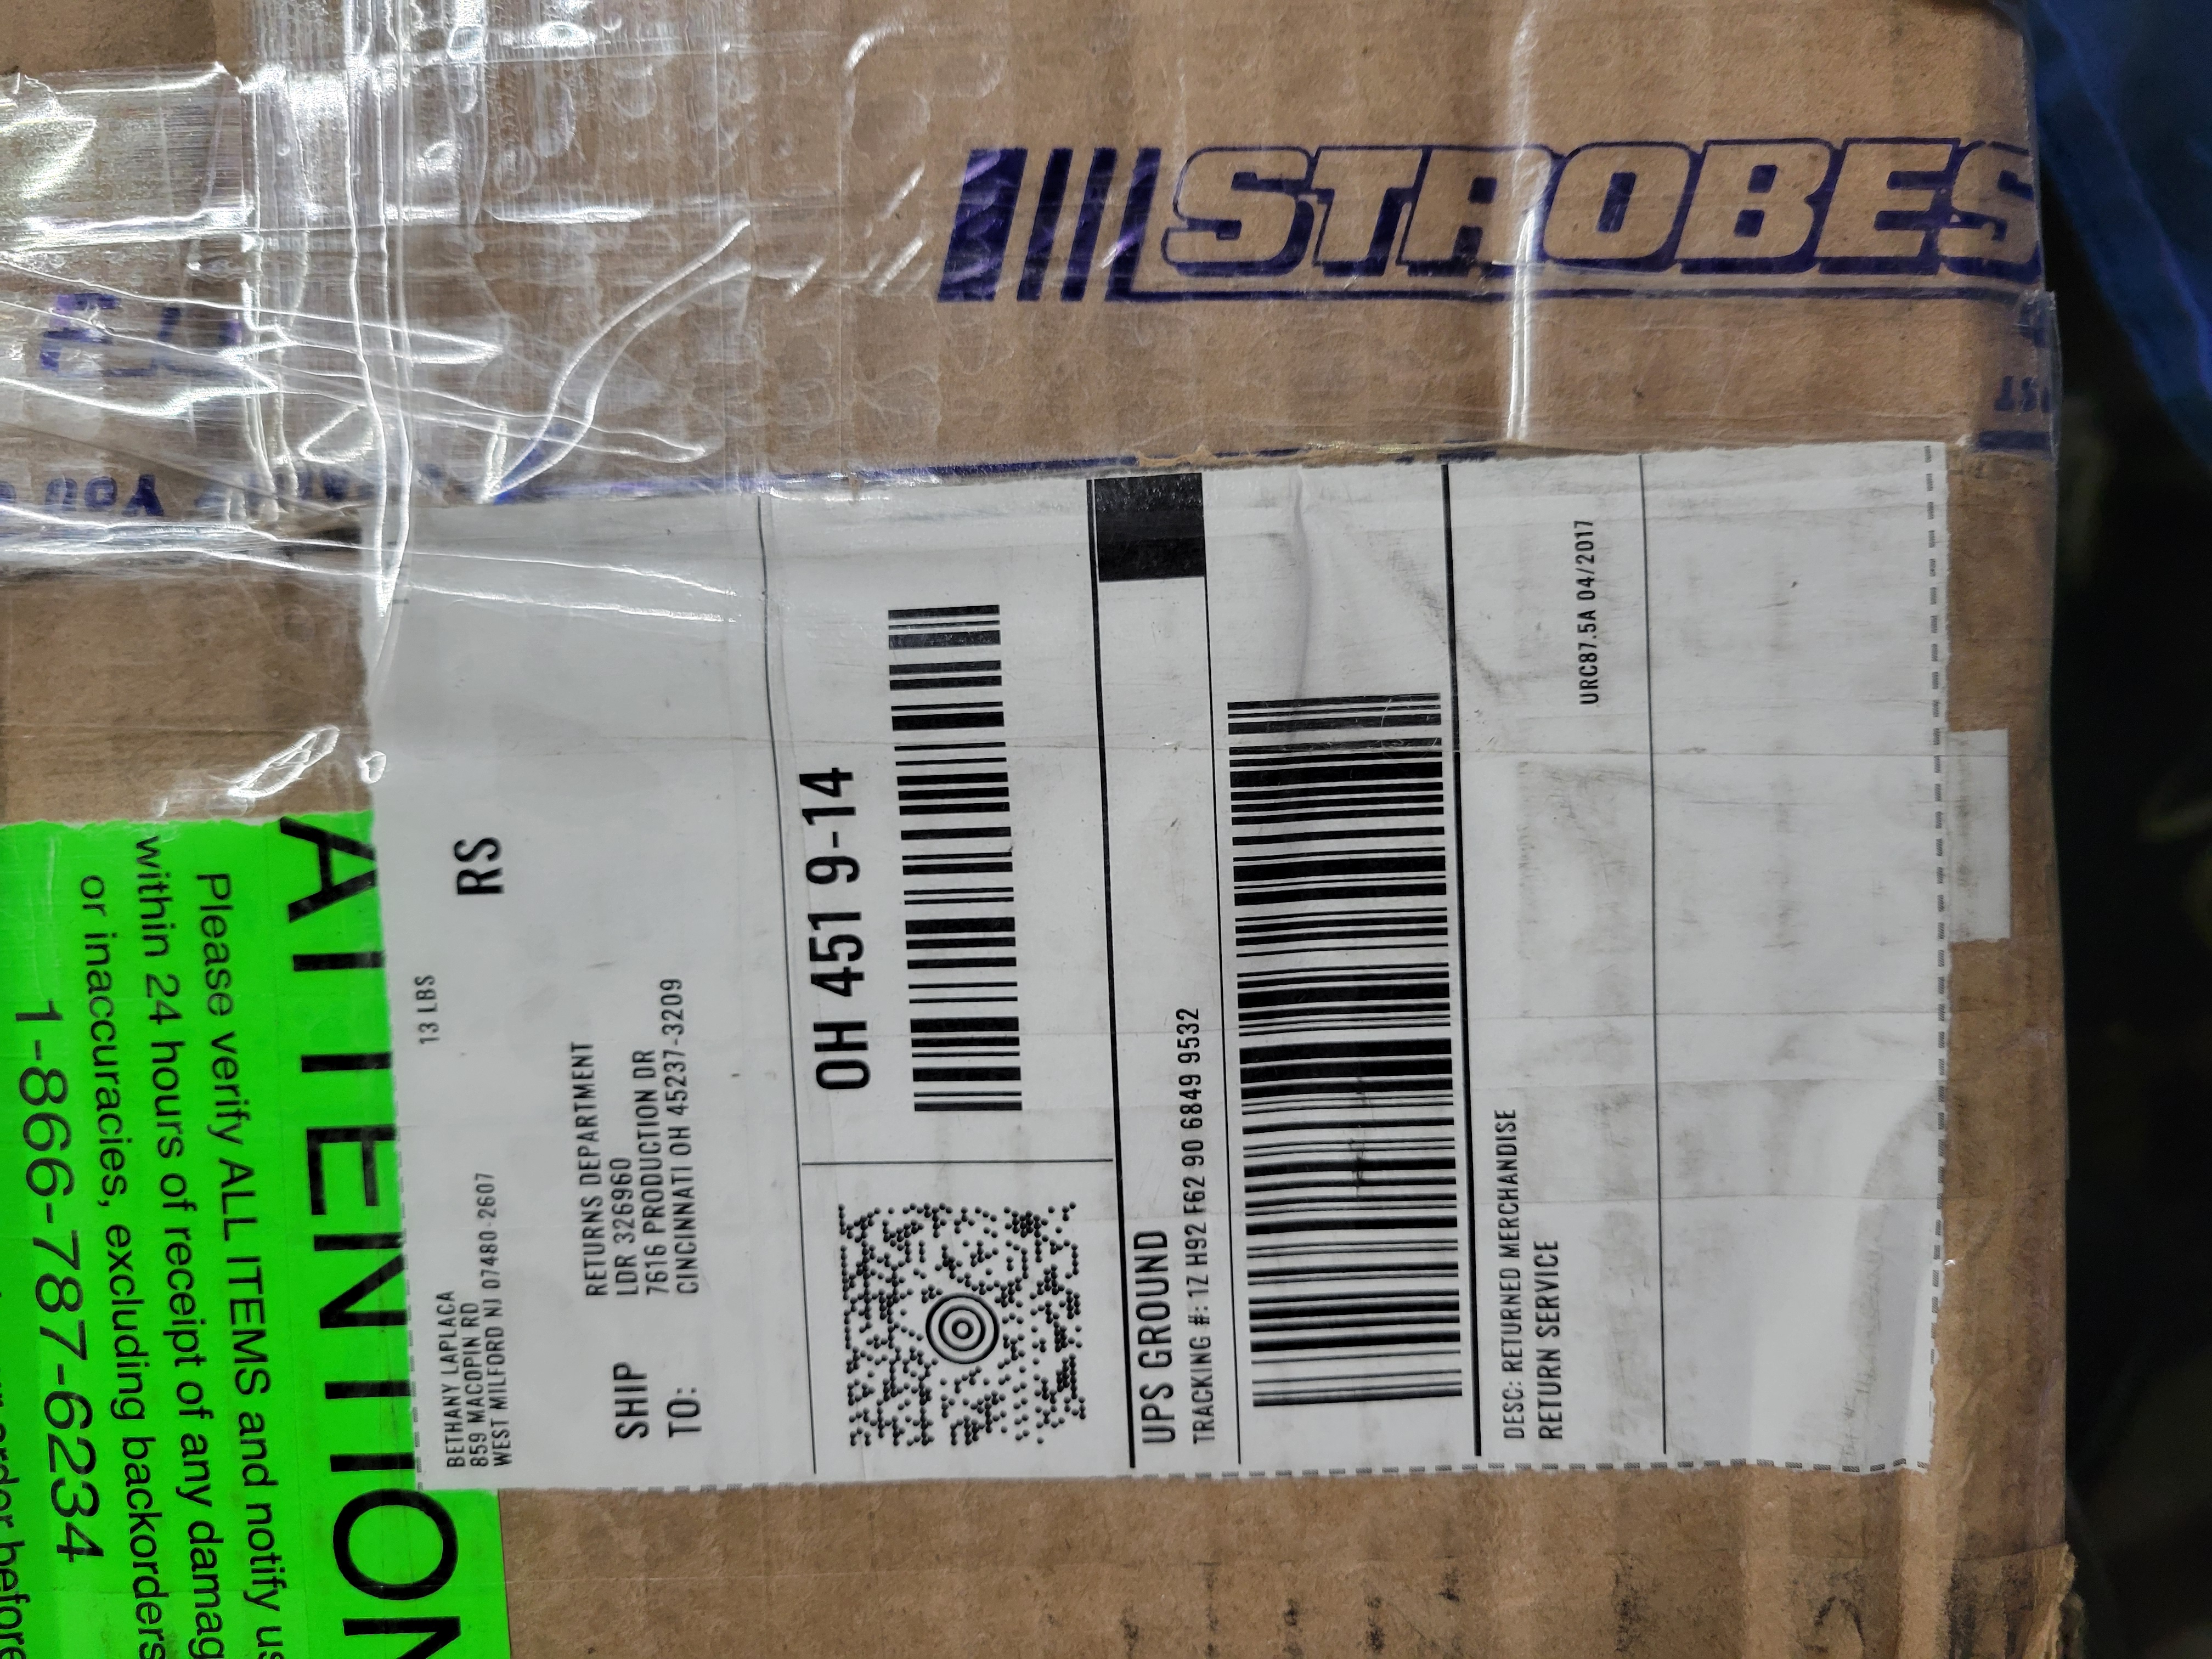 STROBES
YOU
13 LBS
RS
BETHANY LAPLACA
859 MACOPIN RD
WEST MILFORD NJ 07480-2607
SHIP
TO:
RETURNS DEPARTMENT
LDR 326960
7616 PRODUCTION DR
CINCINNATI OH 45237-3209
OH 451 9-14
UPS GROUND
TRACKING #: 1Z H92 F62 90 6849 9532
DESC: RETURNED MERCHANDISE
RETURN SERVICE
URC87.5A 04/2017
ATTENTION
Please verify ALL ITEMS and notify us
within 24 hours of receipt of any damag
or inaccuracies, excluding backorders
1-866-787-6234
before